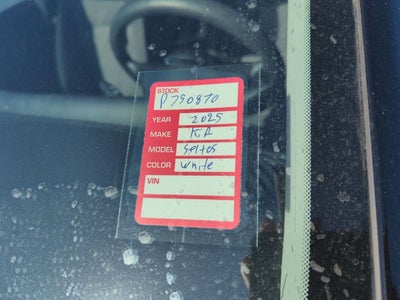 STOCK
P750870
YEAR 2025
MAKE KIA
MODEL Seltos
COLOR White
VIN